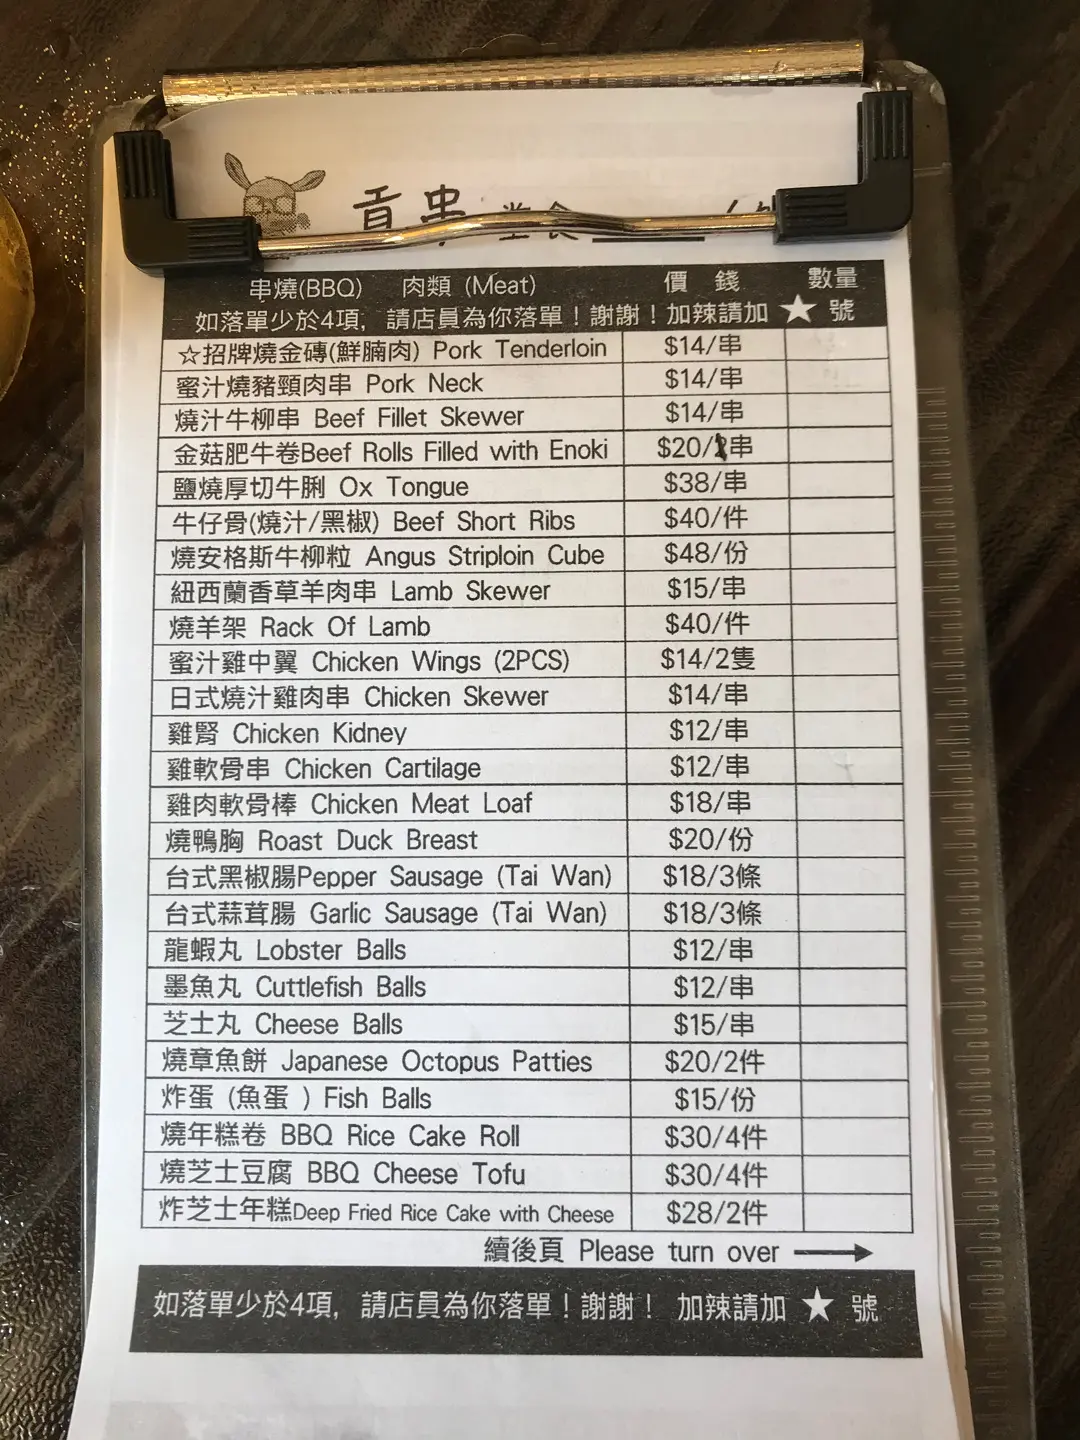 貢串 堂食
串燒(BBQ) 肉類 (Meat) 價 錢 數量
如落單少於4項, 請店員為你落單！謝謝！加辣請加 ★ 號
☆招牌燒金磚(鮮腩肉) Pork Tenderloin $14/串
蜜汁燒豬頸肉串 Pork Neck $14/串
燒汁牛柳串 Beef Fillet Skewer $14/串
金菇肥牛卷Beef Rolls Filled with Enoki $20/串
鹽燒厚切牛脷 Ox Tongue $38/串
牛仔骨(燒汁/黑椒) Beef Short Ribs $40/件
燒安格斯牛柳粒 Angus Striploin Cube $48/份
紐西蘭香草羊肉串 Lamb Skewer $15/串
燒羊架 Rack Of Lamb $40/件
蜜汁雞中翼 Chicken Wings (2PCS) $14/2隻
日式燒汁雞肉串 Chicken Skewer $14/串
雞腎 Chicken Kidney $12/串
雞軟骨串 Chicken Cartilage $12/串
雞肉軟骨棒 Chicken Meat Loaf $18/串
燒鴨胸 Roast Duck Breast $20/份
台式黑椒腸Pepper Sausage (Tai Wan) $18/3條
台式蒜茸腸 Garlic Sausage (Tai Wan) $18/3條
龍蝦丸 Lobster Balls $12/串
墨魚丸 Cuttlefish Balls $12/串
芝士丸 Cheese Balls $15/串
燒章魚餅 Japanese Octopus Patties $20/2件
炸蛋 (魚蛋 ) Fish Balls $15/份
燒年糕卷 BBQ Rice Cake Roll $30/4件
燒芝士豆腐 BBQ Cheese Tofu $30/4件
炸芝士年糕Deep Fried Rice Cake with Cheese $28/2件
續後頁 Please turn over →
如落單少於4項, 請店員為你落單！謝謝！ 加辣請加 ★ 號